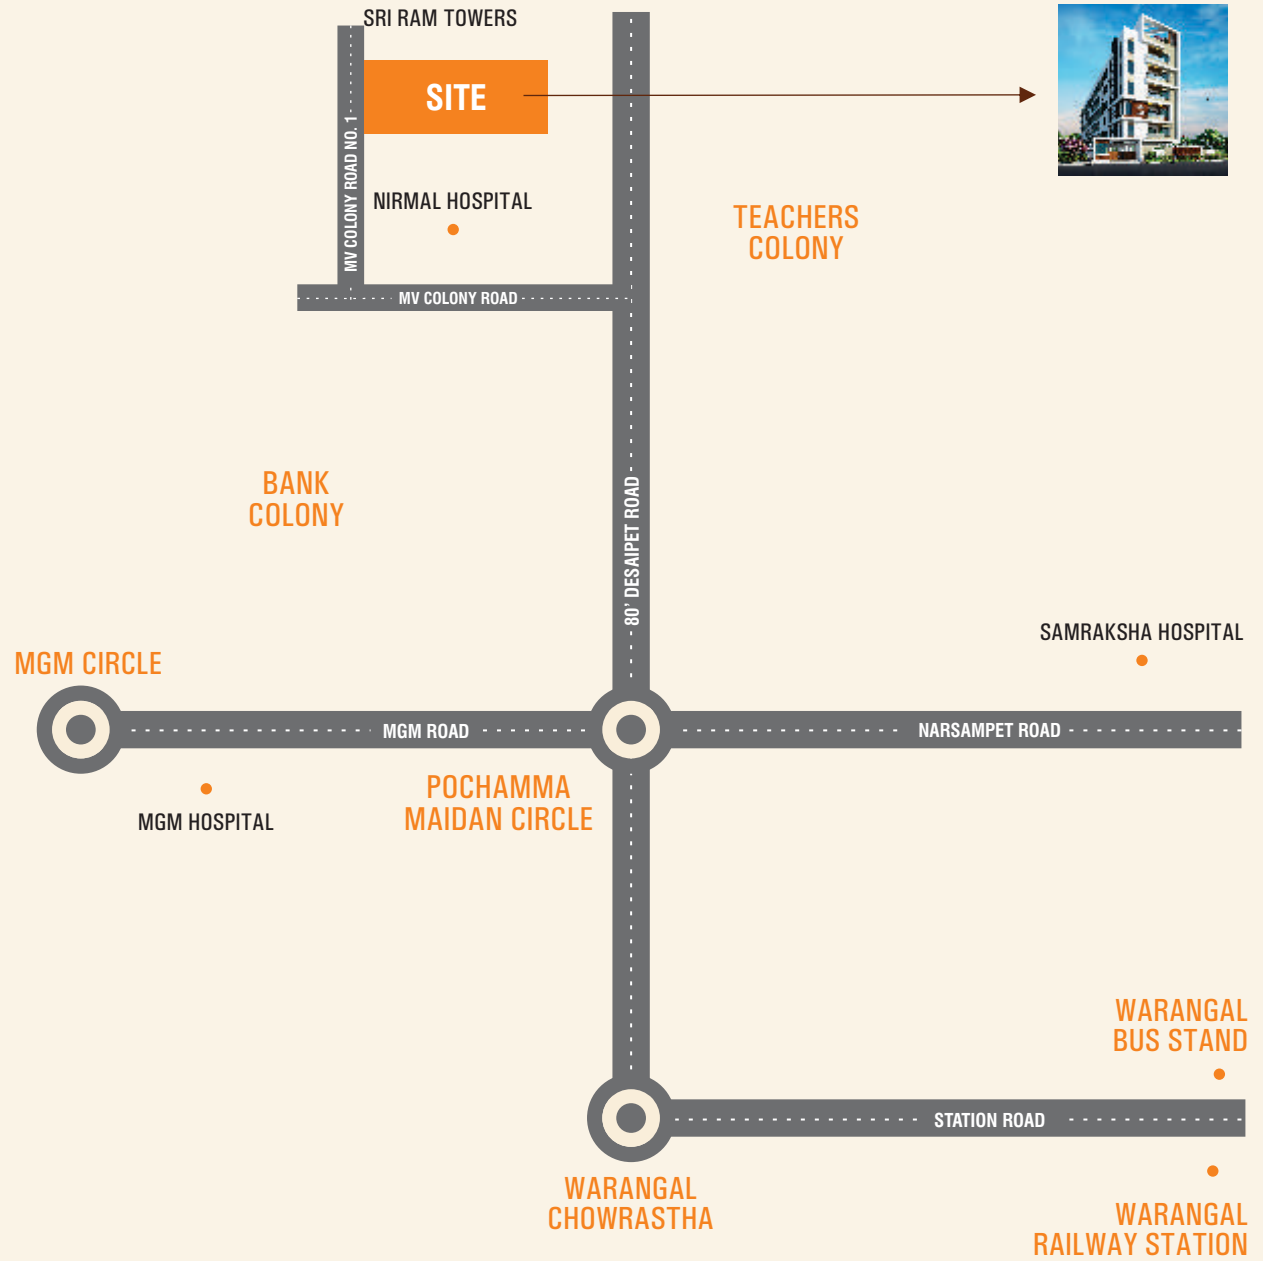 SRI RAM TOWERS
SITE
MV COLONY ROAD NO. 1
NIRMAL HOSPITAL
TEACHERS
COLONY
MV COLONY ROAD
BANK
COLONY
80' DESAIPET ROAD
SAMRAKSHA HOSPITAL
MGM CIRCLE
MGM ROAD
NARSAMPET ROAD
POCHAMMA
MAIDAN CIRCLE
MGM HOSPITAL
WARANGAL
BUS STAND
STATION ROAD
WARANGAL
CHOWRASTHA
WARANGAL
RAILWAY STATION